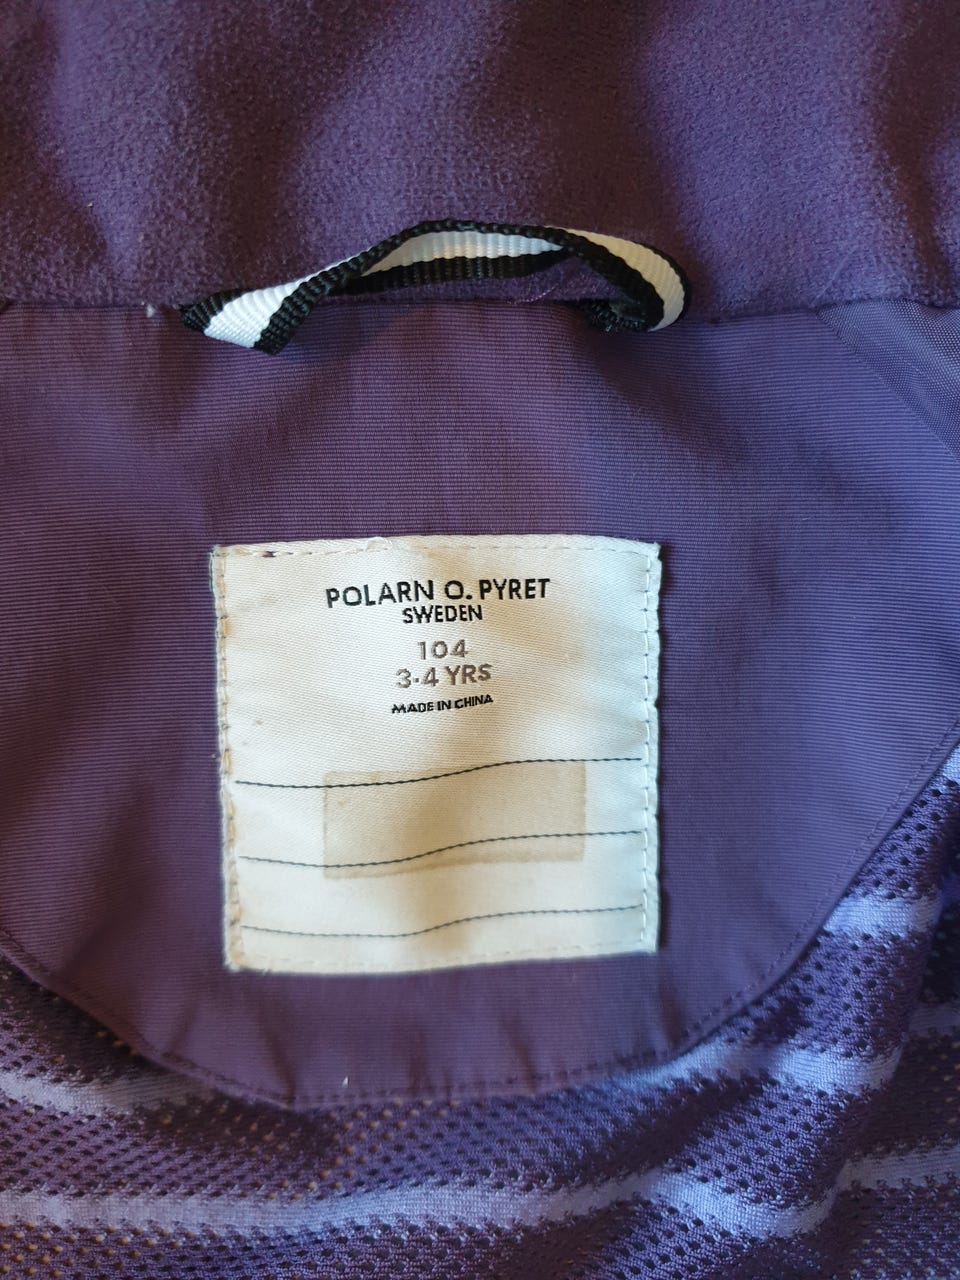 POLARN O. PYRET
SWEDEN
104
3-4 YRS
MADE IN CHINA